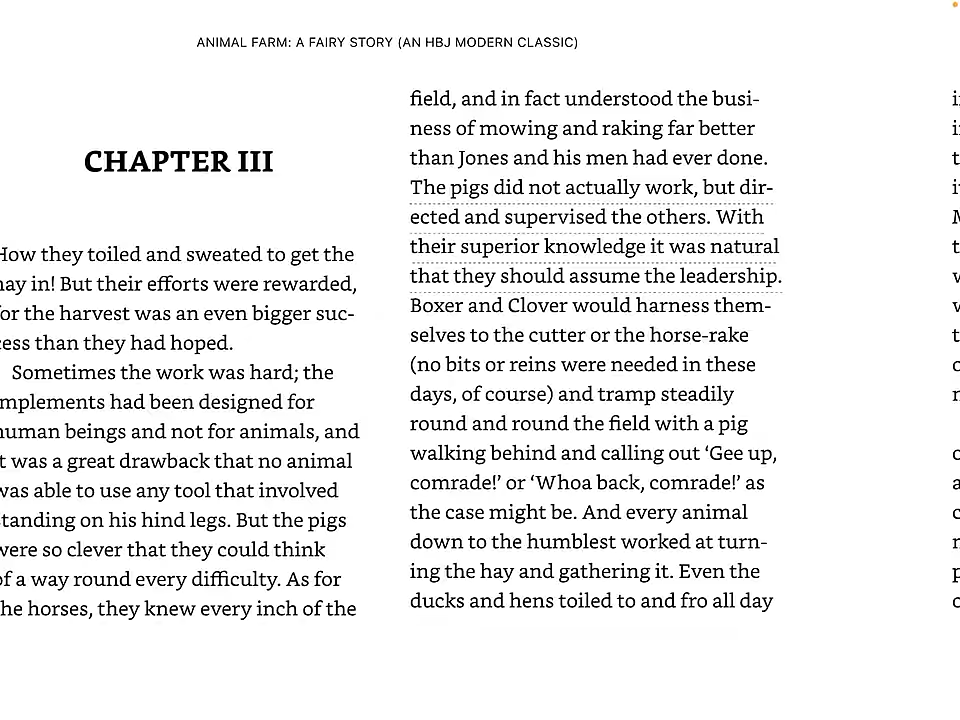 ANIMAL FARM: A FAIRY STORY (AN HBJ MODERN CLASSIC)
CHAPTER III
How they toiled and sweated to get the
hay in! But their efforts were rewarded,
for the harvest was an even bigger suc-
cess than they had hoped.
Sometimes the work was hard; the
implements had been designed for
human beings and not for animals, and
it was a great drawback that no animal
was able to use any tool that involved
standing on his hind legs. But the pigs
were so clever that they could think
of a way round every difficulty. As for
the horses, they knew every inch of the
field, and in fact understood the busi-
ness of mowing and raking far better
than Jones and his men had ever done.
The pigs did not actually work, but dir-
ected and supervised the others. With
their superior knowledge it was natural
that they should assume the leadership.
Boxer and Clover would harness them-
selves to the cutter or the horse-rake
(no bits or reins were needed in these
days, of course) and tramp steadily
round and round the field with a pig
walking behind and calling out ‘Gee up,
comrade!’ or ‘Whoa back, comrade!’ as
the case might be. And every animal
down to the humblest worked at turn-
ing the hay and gathering it. Even the
ducks and hens toiled to and fro all day